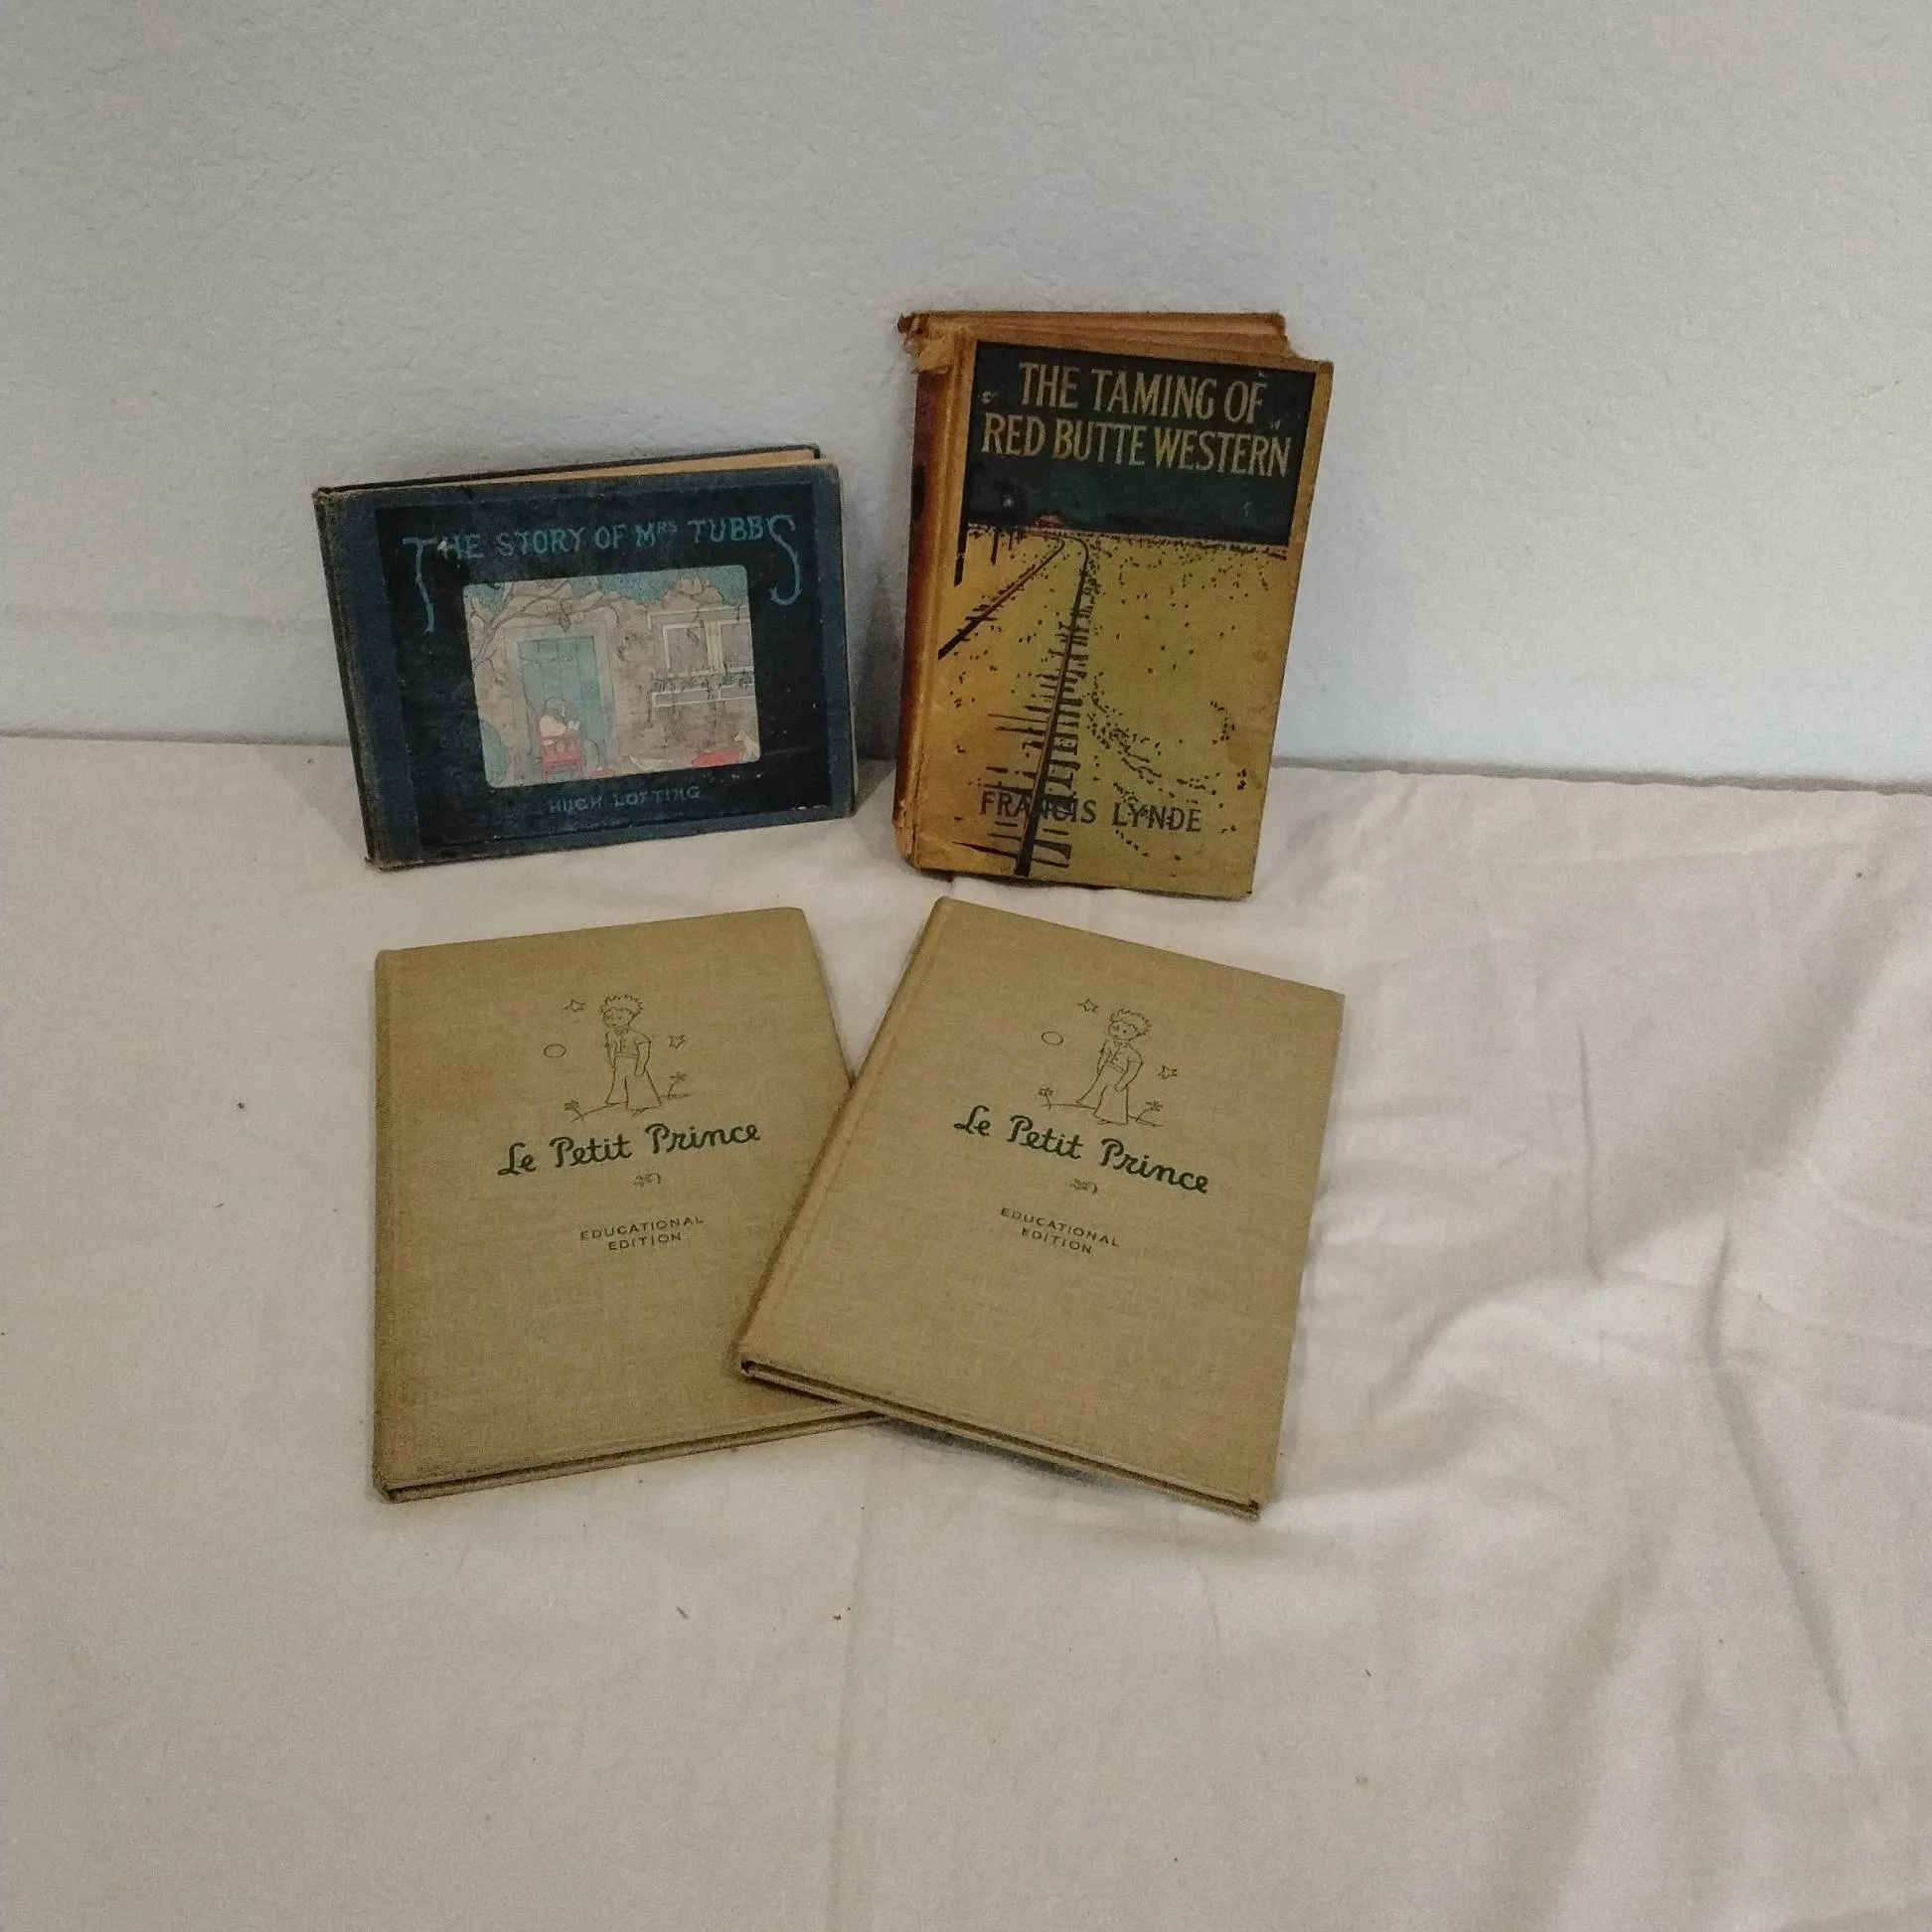 THE STORY OF MRS TUBBS
HUGH LOFTING
THE TAMING OF
RED BUTTE WESTERN
FRANCIS LYNDE
Le Petit Prince
EDUCATIONAL
EDITION
Le Petit Prince
EDUCATIONAL
EDITION